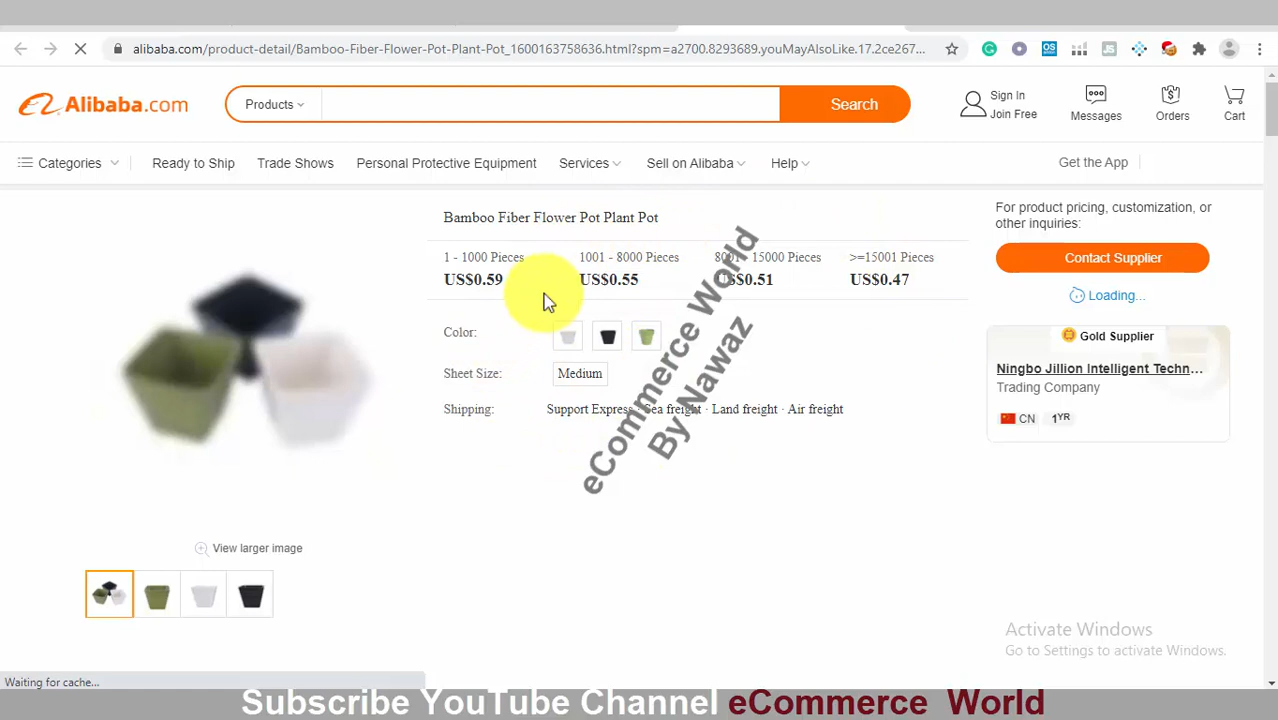 alibaba.com/product-detail/Bamboo-Fiber-Flower-Pot-Plant-Pot_1600163758636.html?spm=a2700.8293689.youMayAlsoLike.17.2ce267...
Alibaba.com
Products
Search
Sign In
Join Free
Messages
Orders
Cart
Categories
Ready to Ship
Trade Shows
Personal Protective Equipment
Services
Sell on Alibaba
Help
Get the App
Bamboo Fiber Flower Pot Plant Pot
1 - 1000 Pieces 1001 - 8000 Pieces 8001 - 15000 Pieces >=15001 Pieces
US$0.59 US$0.55 US$0.51 US$0.47
Color:
Sheet Size: Medium
Shipping: Support Express · Sea freight · Land freight · Air freight
View larger image
For product pricing, customization, or
other inquiries:
Contact Supplier
Loading...
Gold Supplier
Ningbo Jillion Intelligent Techn...
Trading Company
CN 1YR
eCommerce World
By Nawaz
Activate Windows
Go to Settings to activate Windows.
Waiting for cache...
Subscribe YouTube Channel eCommerce World